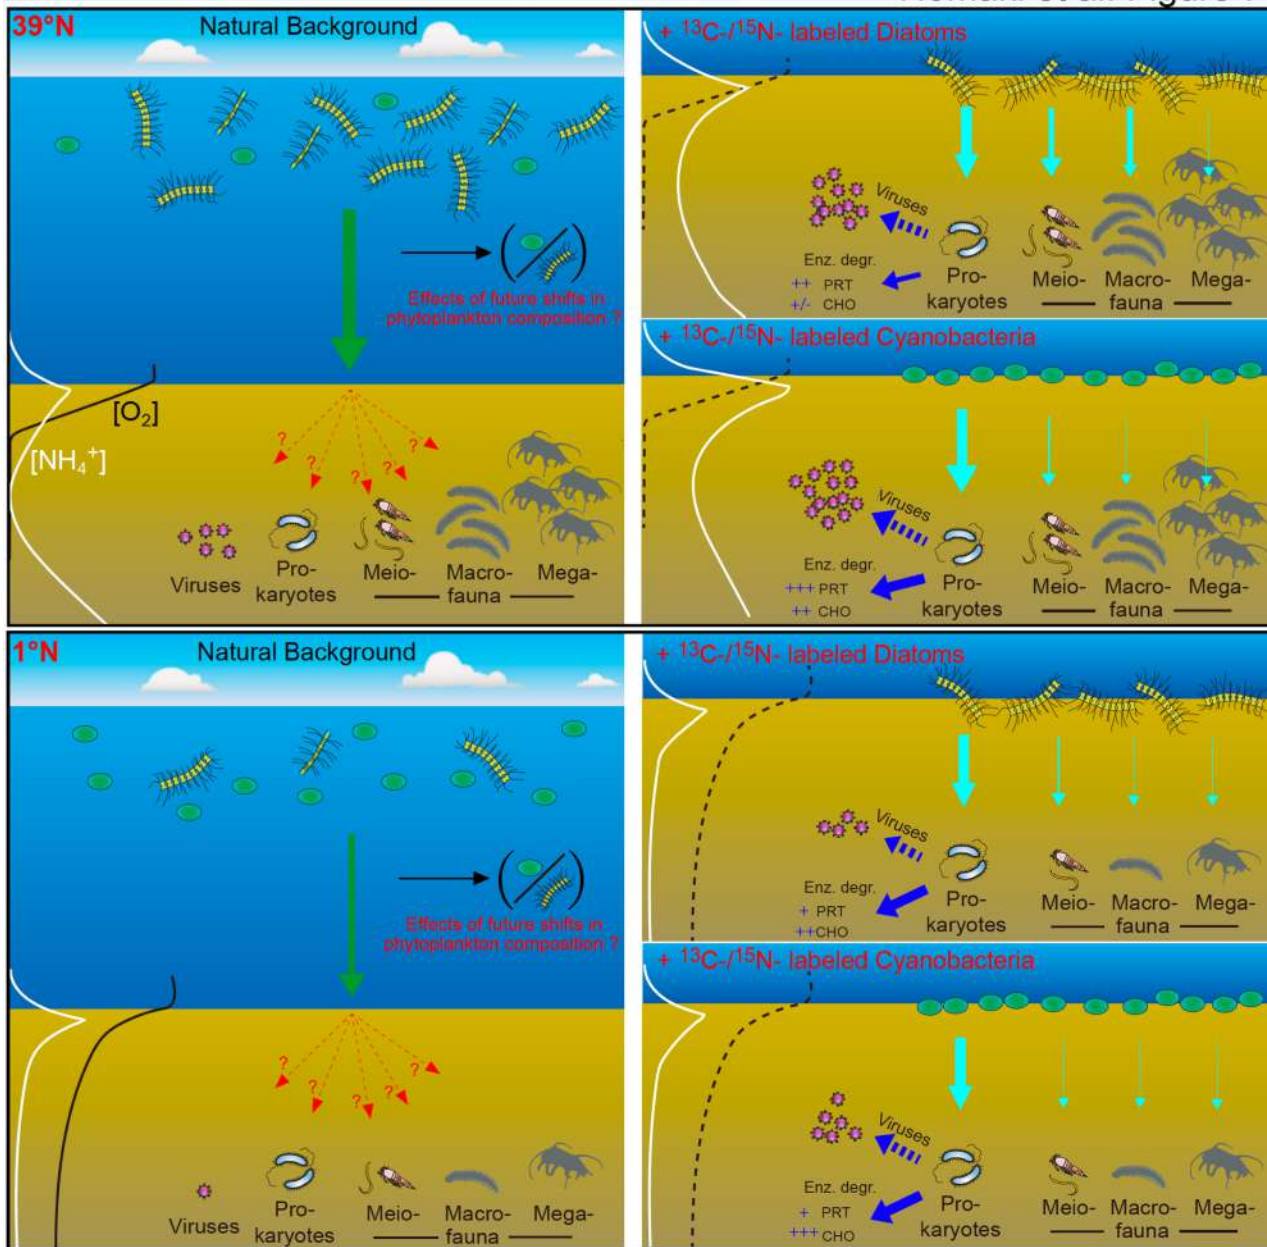 39°N
Natural Background
Effects of future shifts in
phytoplankton composition ?
[O₂]
[NH₄⁺]
? ? ? ? ?
Viruses
Pro-
karyotes
Meio-
Macro-
fauna
Mega-
+ ¹³C-/¹⁵N- labeled Diatoms
Viruses
Enz. degr.
++ PRT
+/- CHO
Pro-
karyotes
Meio-
Macro-
fauna
Mega-
+ ¹³C-/¹⁵N- labeled Cyanobacteria
Viruses
Enz. degr.
+++ PRT
++ CHO
Pro-
karyotes
Meio-
Macro-
fauna
Mega-
1°N
Natural Background
Effects of future shifts in
phytoplankton composition ?
? ? ? ? ?
Viruses
Pro-
karyotes
Meio-
Macro-
fauna
Mega-
+ ¹³C-/¹⁵N- labeled Diatoms
Viruses
Enz. degr.
+ PRT
++CHO
Pro-
karyotes
Meio-
Macro-
fauna
Mega-
+ ¹³C-/¹⁵N- labeled Cyanobacteria
Viruses
Enz. degr.
+ PRT
+++ CHO
Pro-
karyotes
Meio-
Macro-
fauna
Mega-